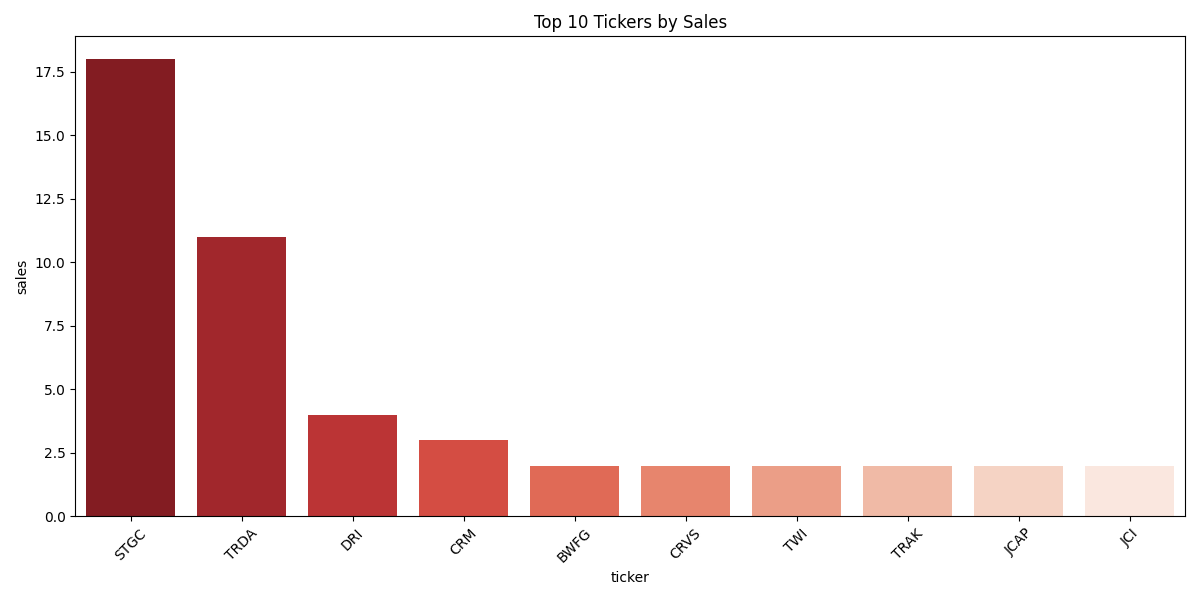 Top 10 Tickers by Sales
sales
17.5
15.0
12.5
10.0
7.5
5.0
2.5
0.0
STGC TRDA DRI CRM BWFG CRVS TWI TRAK JCAP JCI
ticker